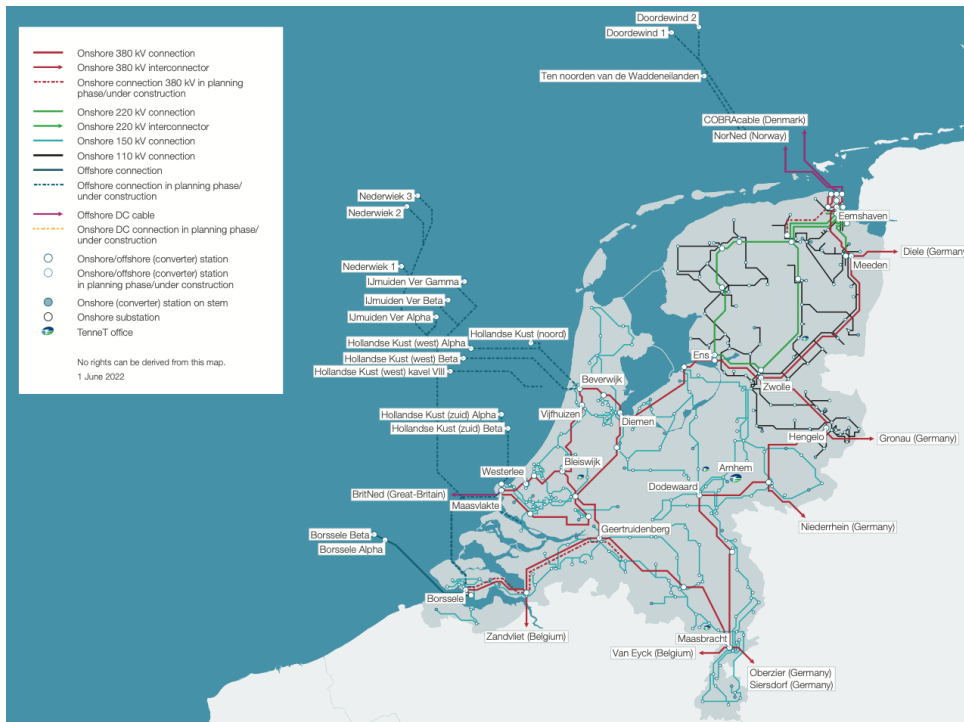 Onshore 380 kV connection
Onshore 380 kV interconnector
Onshore connection 380 kV in planning
phase/under construction
Onshore 220 kV connection
Onshore 220 kV interconnector
Onshore 150 kV connection
Onshore 110 kV connection
Offshore connection
Offshore connection in planning phase/
under construction
Offshore DC cable
Onshore DC connection in planning phase/
under construction
Onshore/offshore (converter) station
Onshore/offshore (converter) station
in planning phase/under construction
Onshore (converter) station on stem
Onshore substation
TenneT office
No rights can be derived from this map.
1 June 2022
Doordewind 2
Doordewind 1
Ten noorden van de Waddeneilanden
COBRAcable (Denmark)
NorNed (Norway)
Nederwiek 3
Nederwiek 2
Eemshaven
Diele (Germany
Meeden
Nederwiek 1
IJmuiden Ver Gamma
IJmuiden Ver Beta
IJmuiden Ver Alpha
Hollandse Kust (noord)
Hollandse Kust (west) Alpha
Hollandse Kust (west) Beta
Hollandse Kust (west) kavel VIII
Ens
Beverwijk
Zwolle
Vijfhuizen
Diemen
Hollandse Kust (zuid) Alpha
Hollandse Kust (zuid) Beta
Hengelo
Gronau (Germany)
Bleiswijk
Westerlee
Arnhem
BritNed (Great-Britain)
Maasvlakte
Dodewaard
Niederrhein (Germany)
Geertruidenberg
Borssele Beta
Borssele Alpha
Borssele
Zandvliet (Belgium)
Maasbracht
Van Eyck (Belgium)
Oberzier (Germany)
Siersdorf (Germany)